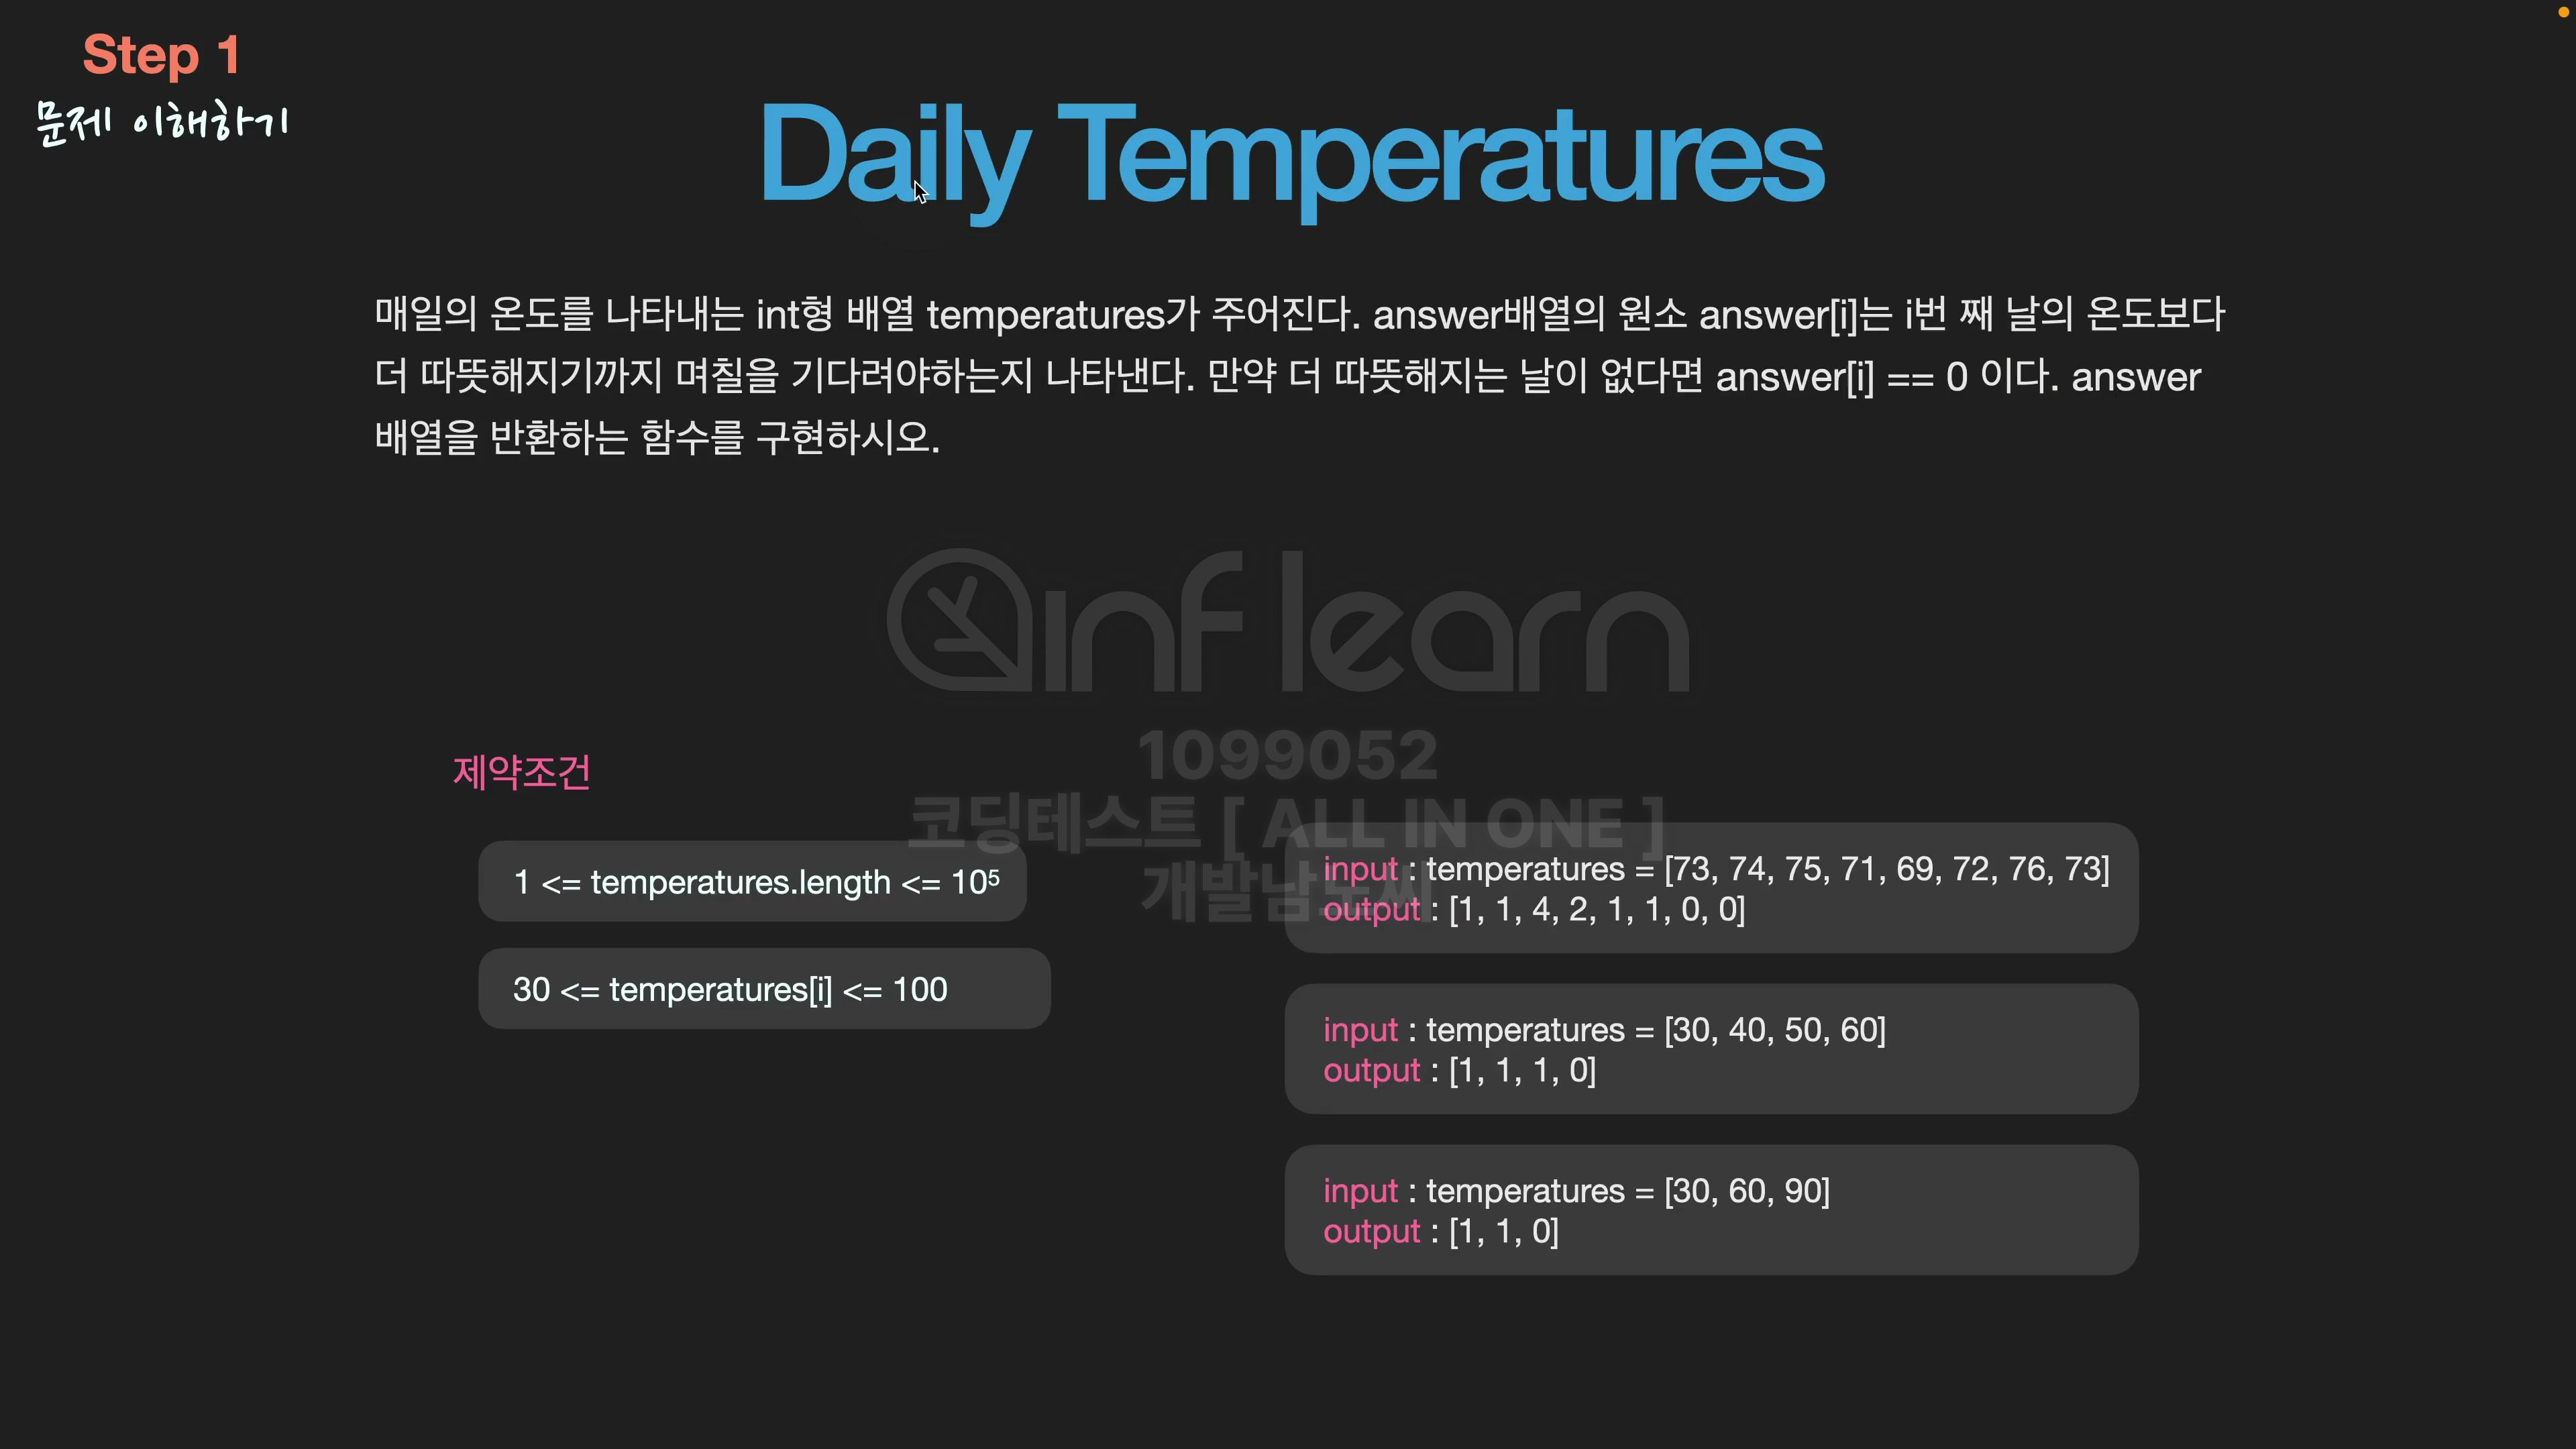 Step 1
문제 이해하기
Daily Temperatures
매일의 온도를 나타내는 int형 배열 temperatures가 주어진다. answer배열의 원소 answer[i]는 i번 째 날의 온도보다
더 따뜻해지기까지 며칠을 기다려야하는지 나타낸다. 만약 더 따뜻해지는 날이 없다면 answer[i] == 0 이다. answer
배열을 반환하는 함수를 구현하시오.
inflearn
1099052
코딩테스트 [ ALL IN ONE ]
개발남노씨
제약조건
1 <= temperatures.length <= 10⁵
30 <= temperatures[i] <= 100
input : temperatures = [73, 74, 75, 71, 69, 72, 76, 73]
output : [1, 1, 4, 2, 1, 1, 0, 0]
input : temperatures = [30, 40, 50, 60]
output : [1, 1, 1, 0]
input : temperatures = [30, 60, 90]
output : [1, 1, 0]